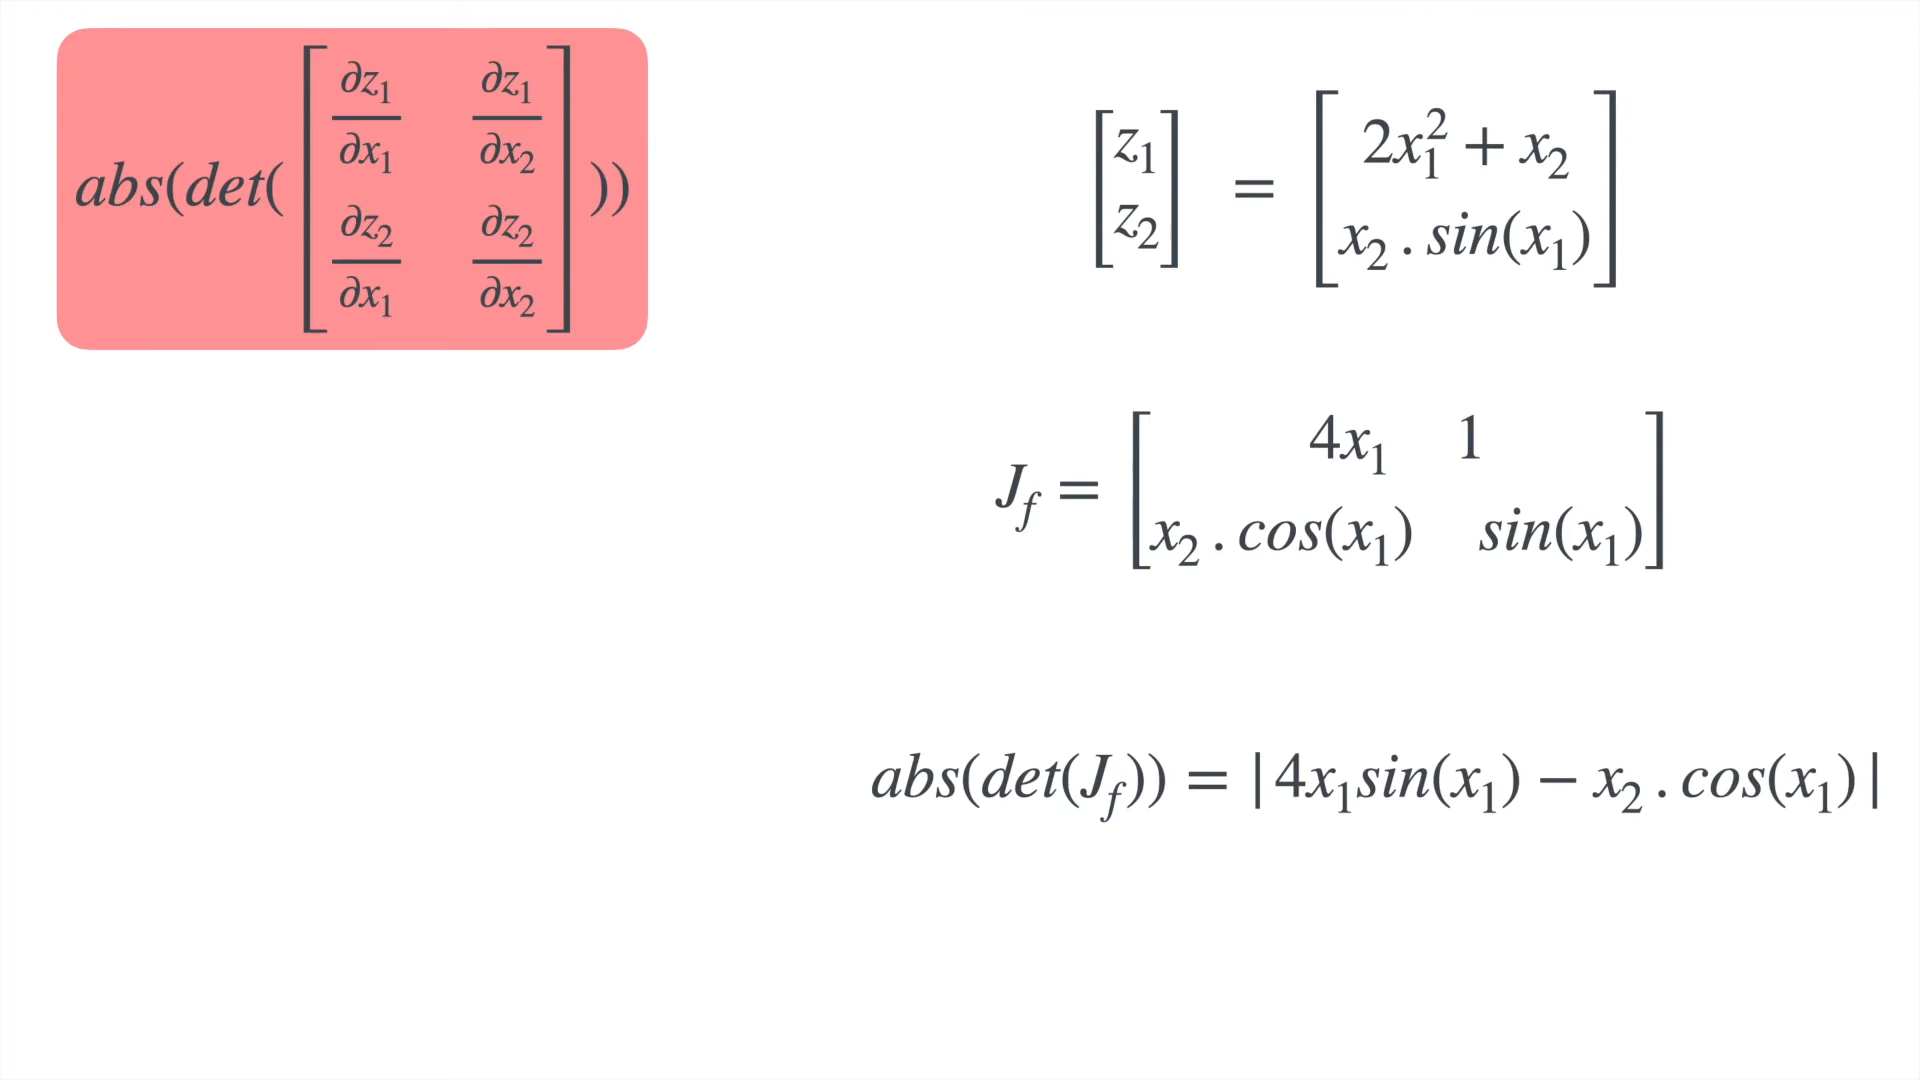 abs(det( [ ∂z₁/∂x₁ ∂z₁/∂x₂
∂z₂/∂x₁ ∂z₂/∂x₂ ] ))
[ z₁
z₂ ] = [ 2x₁² + x₂
x₂ . sin(x₁) ]
J_f = [ 4x₁ 1
x₂ . cos(x₁) sin(x₁) ]
abs(det(J_f)) = |4x₁sin(x₁) − x₂ . cos(x₁)|